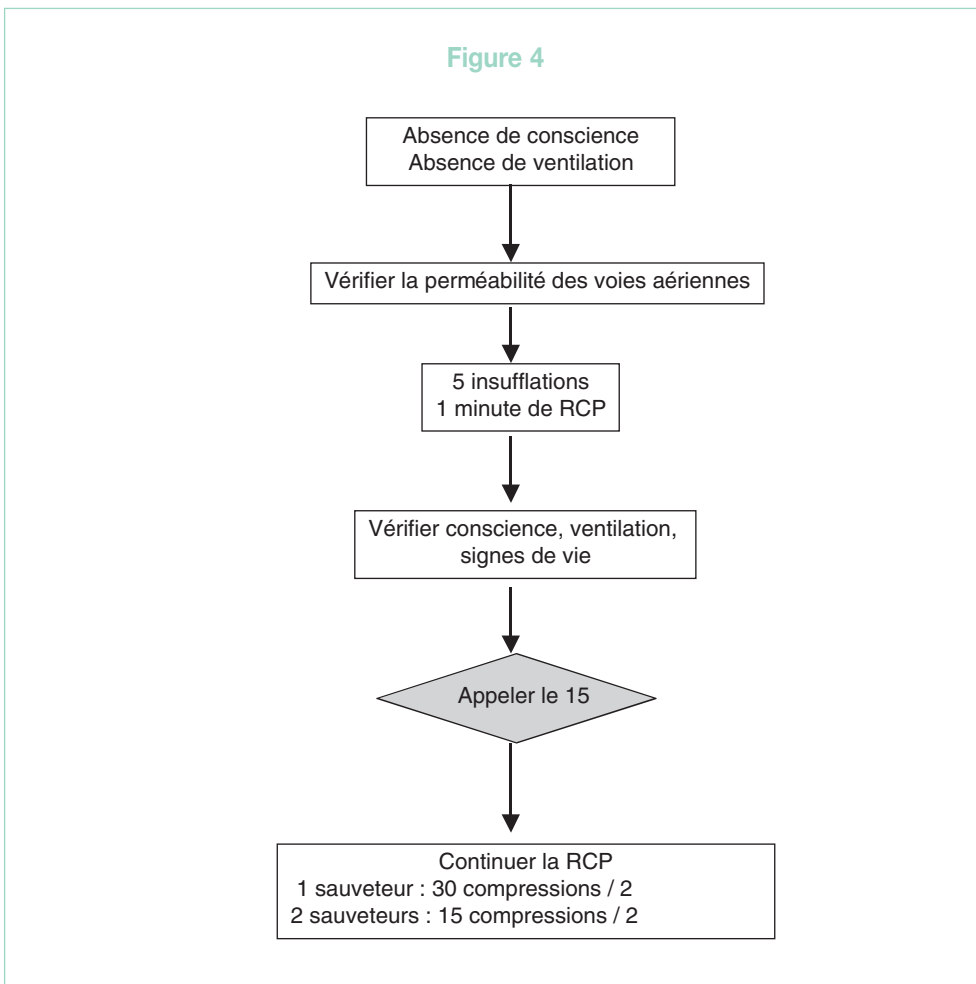 Figure 4
Absence de conscience
Absence de ventilation
Vérifier la perméabilité des voies aériennes
5 insufflations
1 minute de RCP
Vérifier conscience, ventilation,
signes de vie
Appeler le 15
Continuer la RCP
1 sauveteur : 30 compressions / 2
2 sauveteurs : 15 compressions / 2